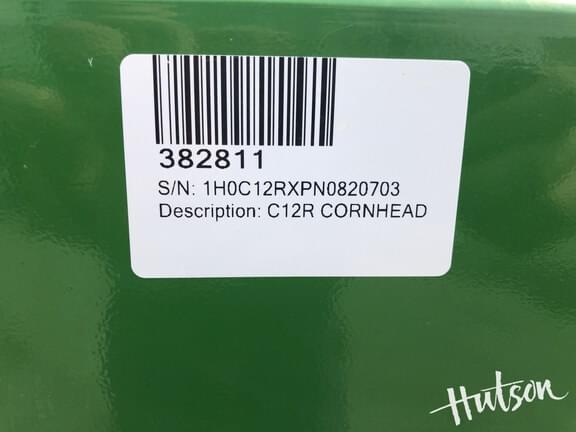 382811
S/N: 1H0C12RXPN0820703
Description: C12R CORNHEAD
Hutson